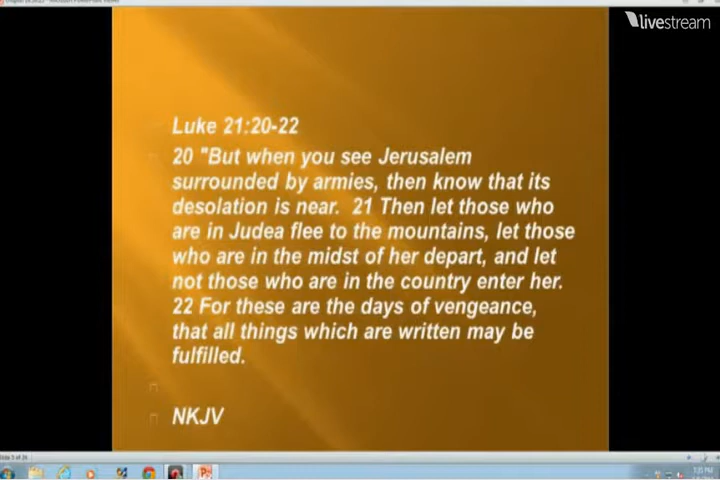 livestream
Luke 21:20-22
20 "But when you see Jerusalem
surrounded by armies, then know that its
desolation is near. 21 Then let those who
are in Judea flee to the mountains, let those
who are in the midst of her depart, and let
not those who are in the country enter her.
22 For these are the days of vengeance,
that all things which are written may be
fulfilled.
NKJV